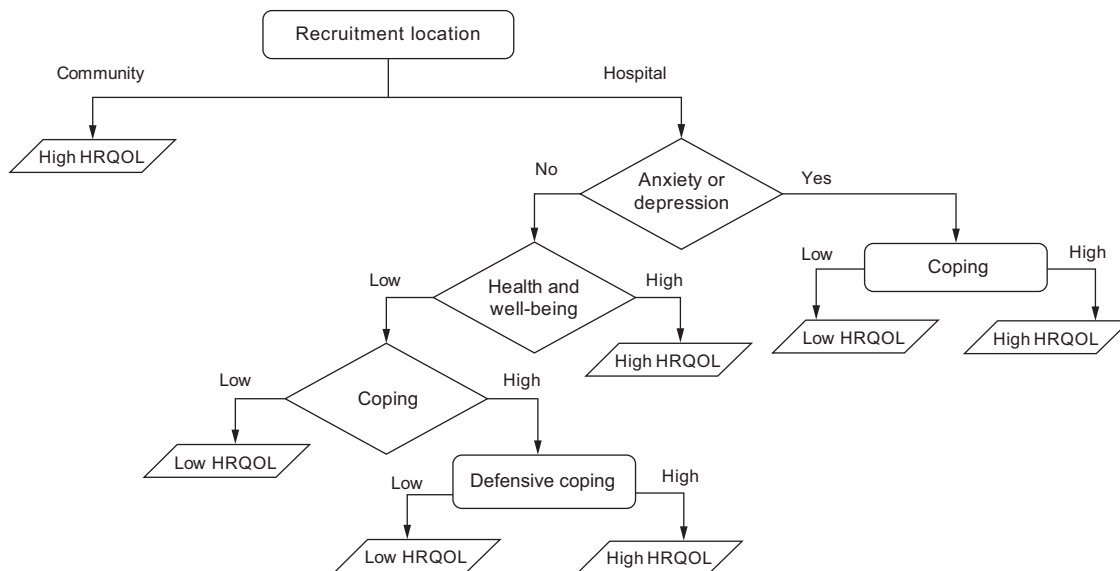 Recruitment location
Community
Hospital
High HRQOL
No
Anxiety or
depression
Yes
Low
Coping
High
Low
Health and
well-being
High
Low HRQOL
High HRQOL
High HRQOL
Low
Coping
High
Low HRQOL
Low
Defensive coping
High
Low HRQOL
High HRQOL